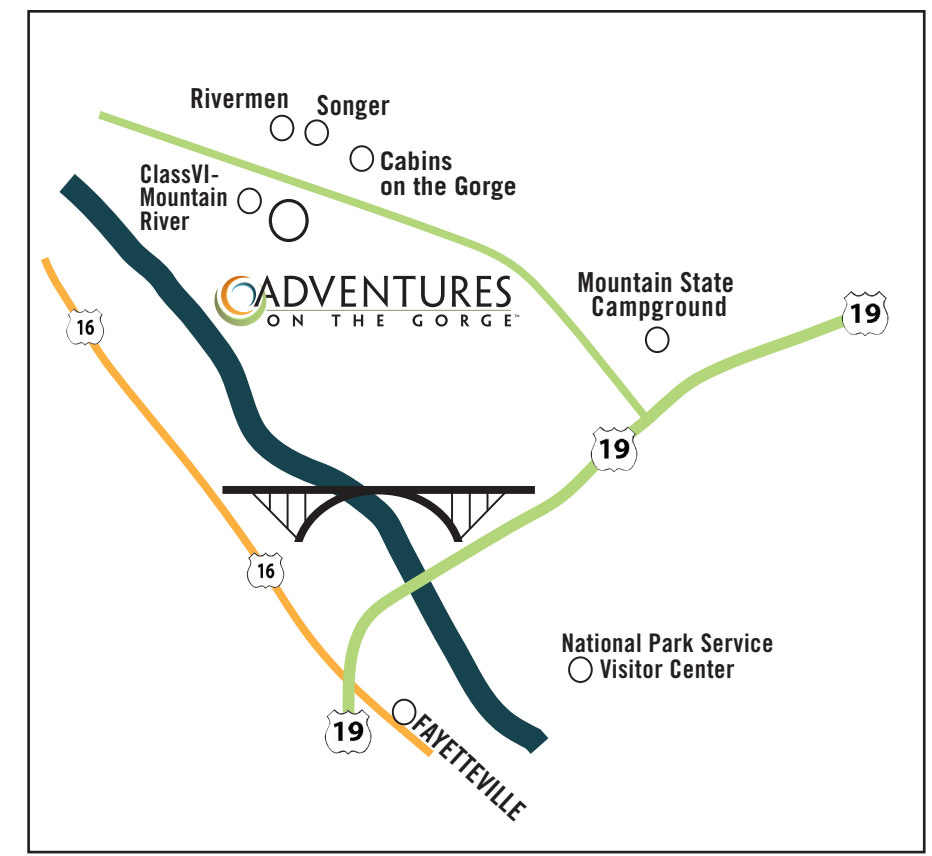 Rivermen
Songer
Cabins
on the Gorge
ClassVI-
Mountain
River
ADVENTURES
ON THE GORGE™
Mountain State
Campground
19
16
19
16
National Park Service
Visitor Center
19
FAYETTEVILLE